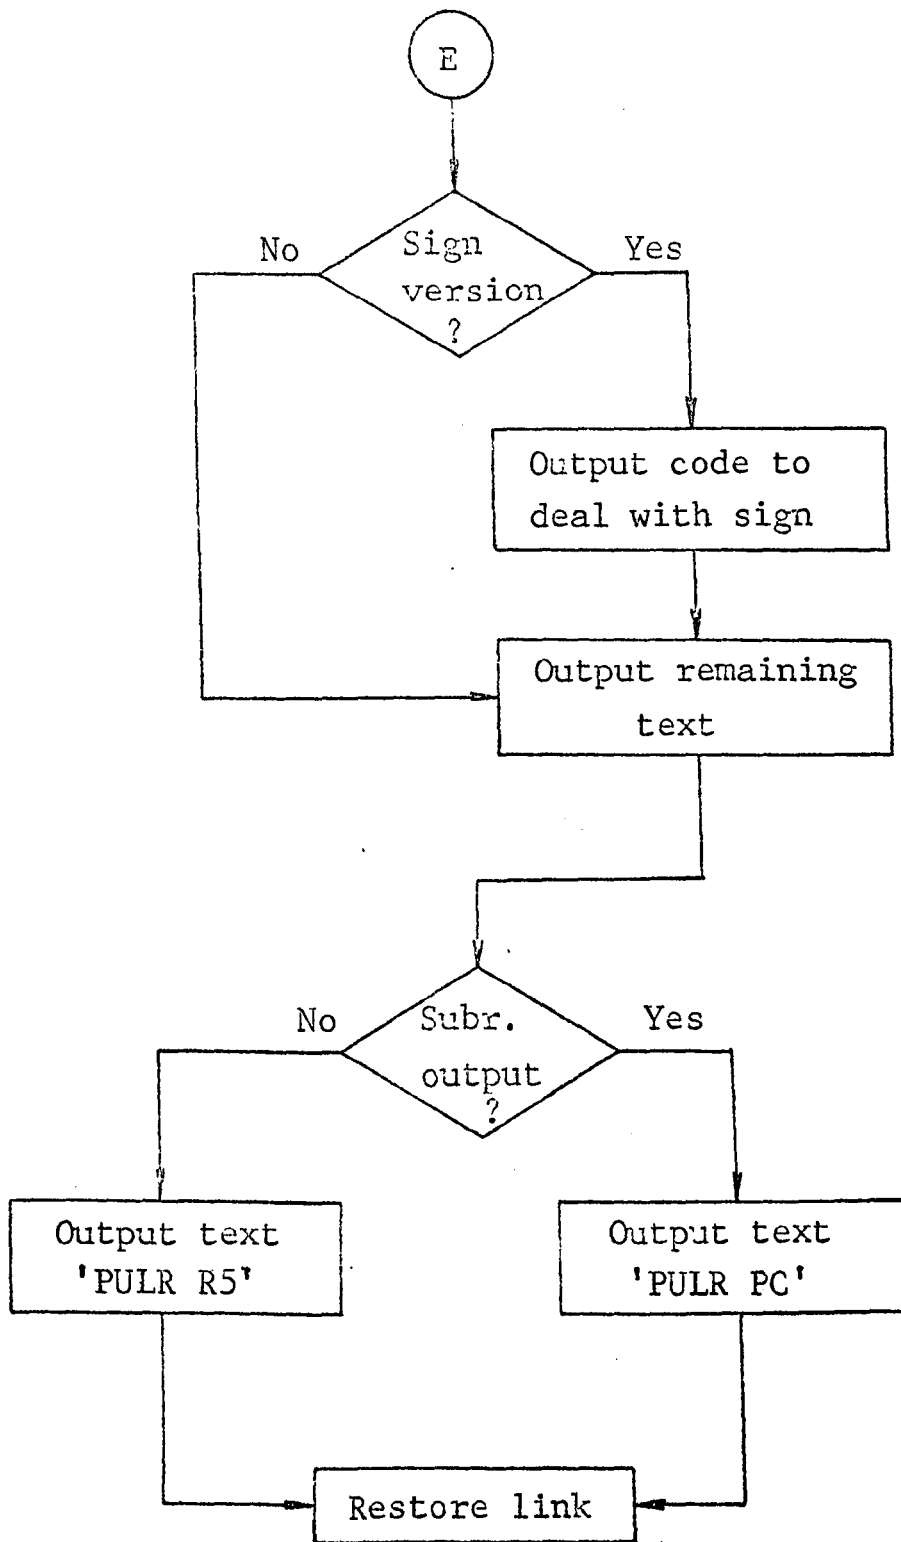 E
No
Sign
Yes
version
?
Output code to
deal with sign
Output remaining
text
No
Subr.
Yes
output
?
Output text
'PULR R5'
Output text
'PULR PC'
Restore link